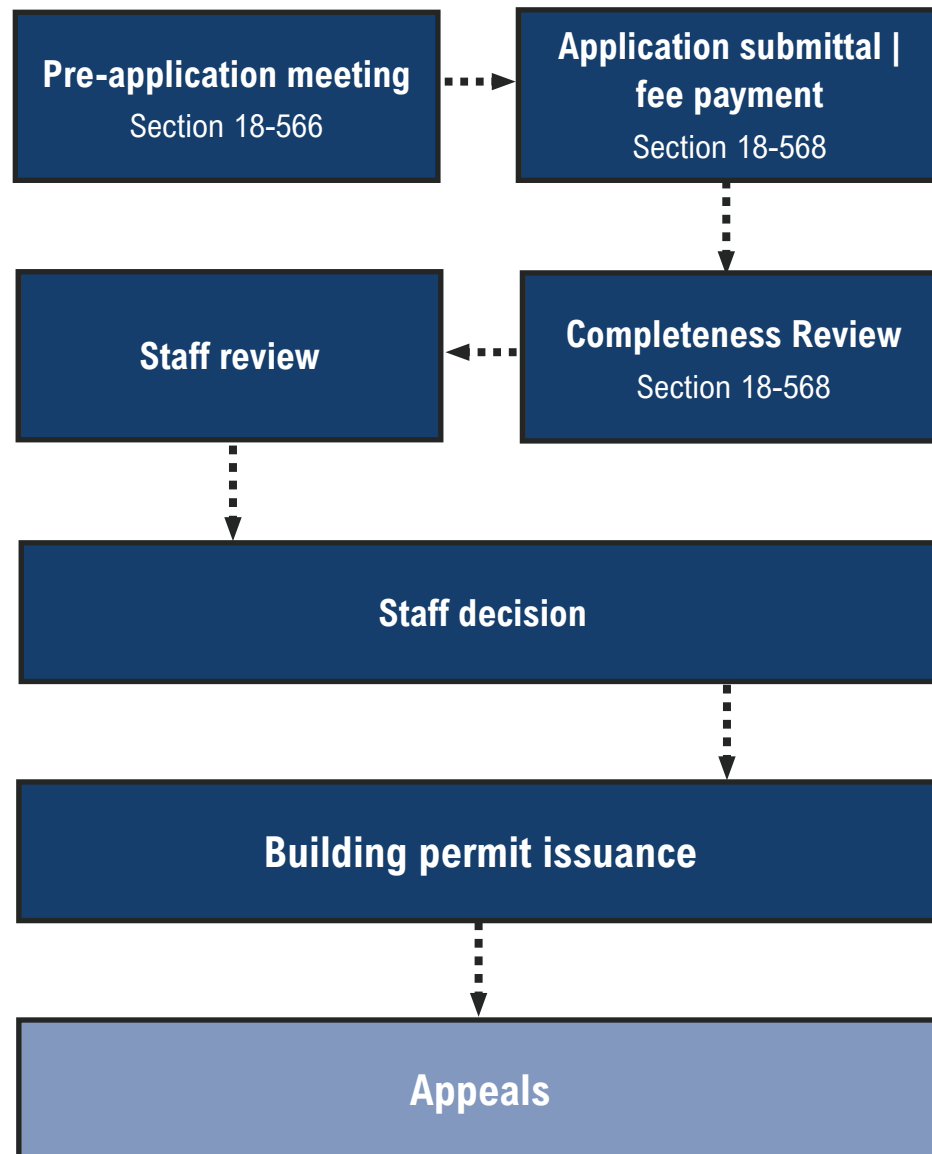 Pre-application meeting
Section 18-566
Application submittal |
fee payment
Section 18-568
Completeness Review
Section 18-568
Staff review
Staff decision
Building permit issuance
Appeals